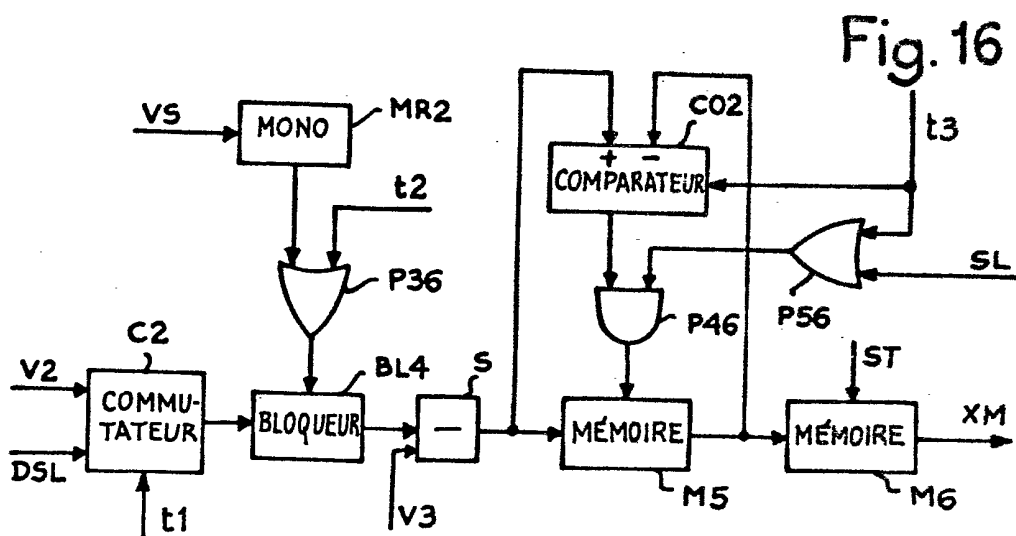 Fig. 16
VS
MONO
MR2
CO2
t3
+ -
COMPARATEUR
t2
P36
P46
P56
SL
C2
V2
COMMU-
TATEUR
BL4
BLOQUEUR
S
-
MÉMOIRE
ST
MÉMOIRE
XM
DSL
t1
V3
M5
M6